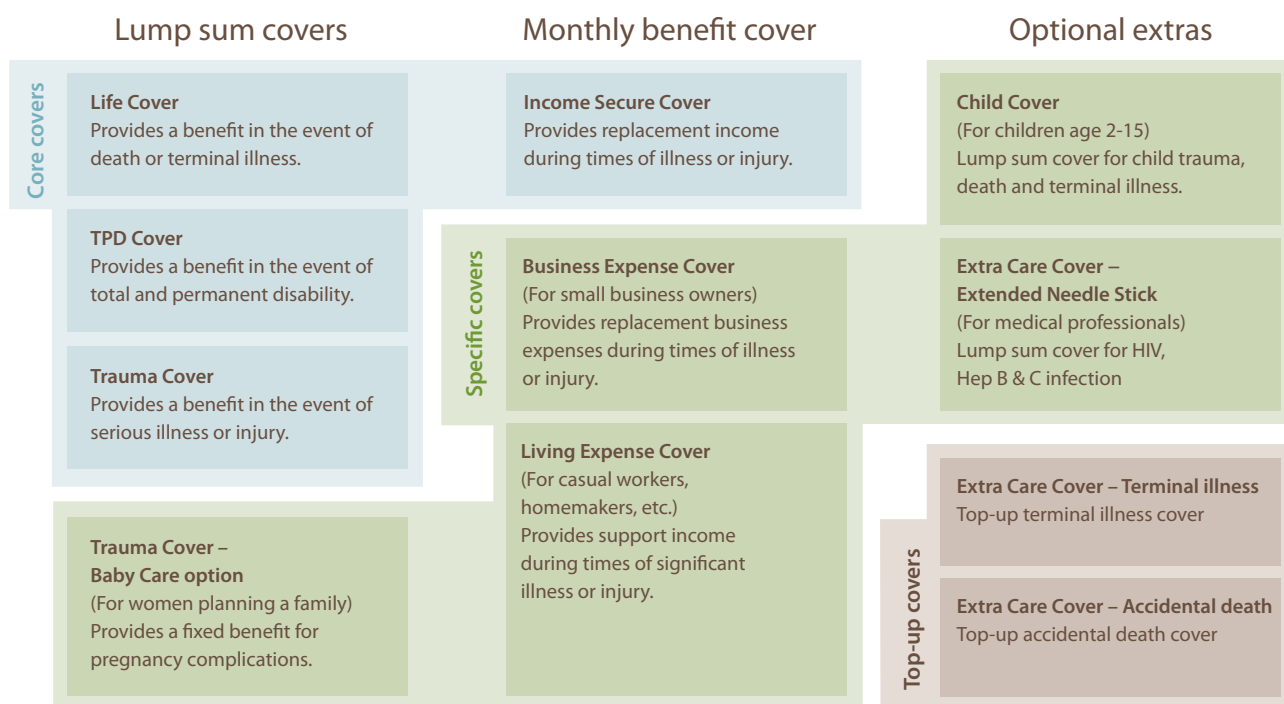 Lump sum covers
Monthly benefit cover
Optional extras
Core covers
Life Cover
Provides a benefit in the event of
death or terminal illness.
TPD Cover
Provides a benefit in the event of
total and permanent disability.
Trauma Cover
Provides a benefit in the event of
serious illness or injury.
Trauma Cover –
Baby Care option
(For women planning a family)
Provides a fixed benefit for
pregnancy complications.
Income Secure Cover
Provides replacement income
during times of illness or injury.
Specific covers
Business Expense Cover
(For small business owners)
Provides replacement business
expenses during times of illness
or injury.
Living Expense Cover
(For casual workers,
homemakers, etc.)
Provides support income
during times of significant
illness or injury.
Child Cover
(For children age 2-15)
Lump sum cover for child trauma,
death and terminal illness.
Extra Care Cover –
Extended Needle Stick
(For medical professionals)
Lump sum cover for HIV,
Hep B & C infection
Top-up covers
Extra Care Cover – Terminal illness
Top-up terminal illness cover
Extra Care Cover – Accidental death
Top-up accidental death cover